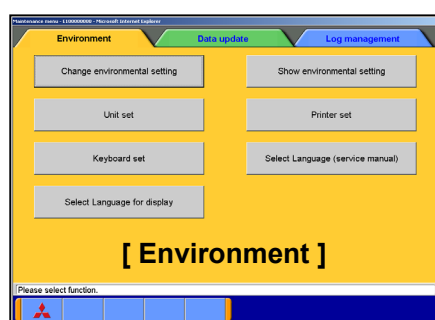 Maintenance menu - E100000000 - Microsoft Internet Explorer
Environment Data update Log management
Change environmental setting Show environmental setting
Unit set Printer set
Keyboard set Select Language (service manual)
Select Language for display
[ Environment ]
Please select function.